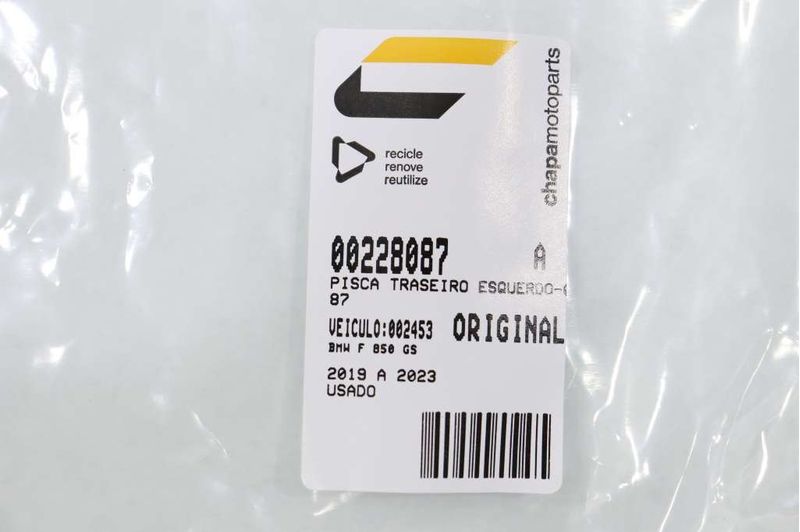 chapamotoparts
recicle
renove
reutilize
00228087 A
PISCA TRASEIRO ESQUERDO-
87
VEICULO:002453 ORIGINAL
BMW F 850 GS
2019 A 2023
USADO